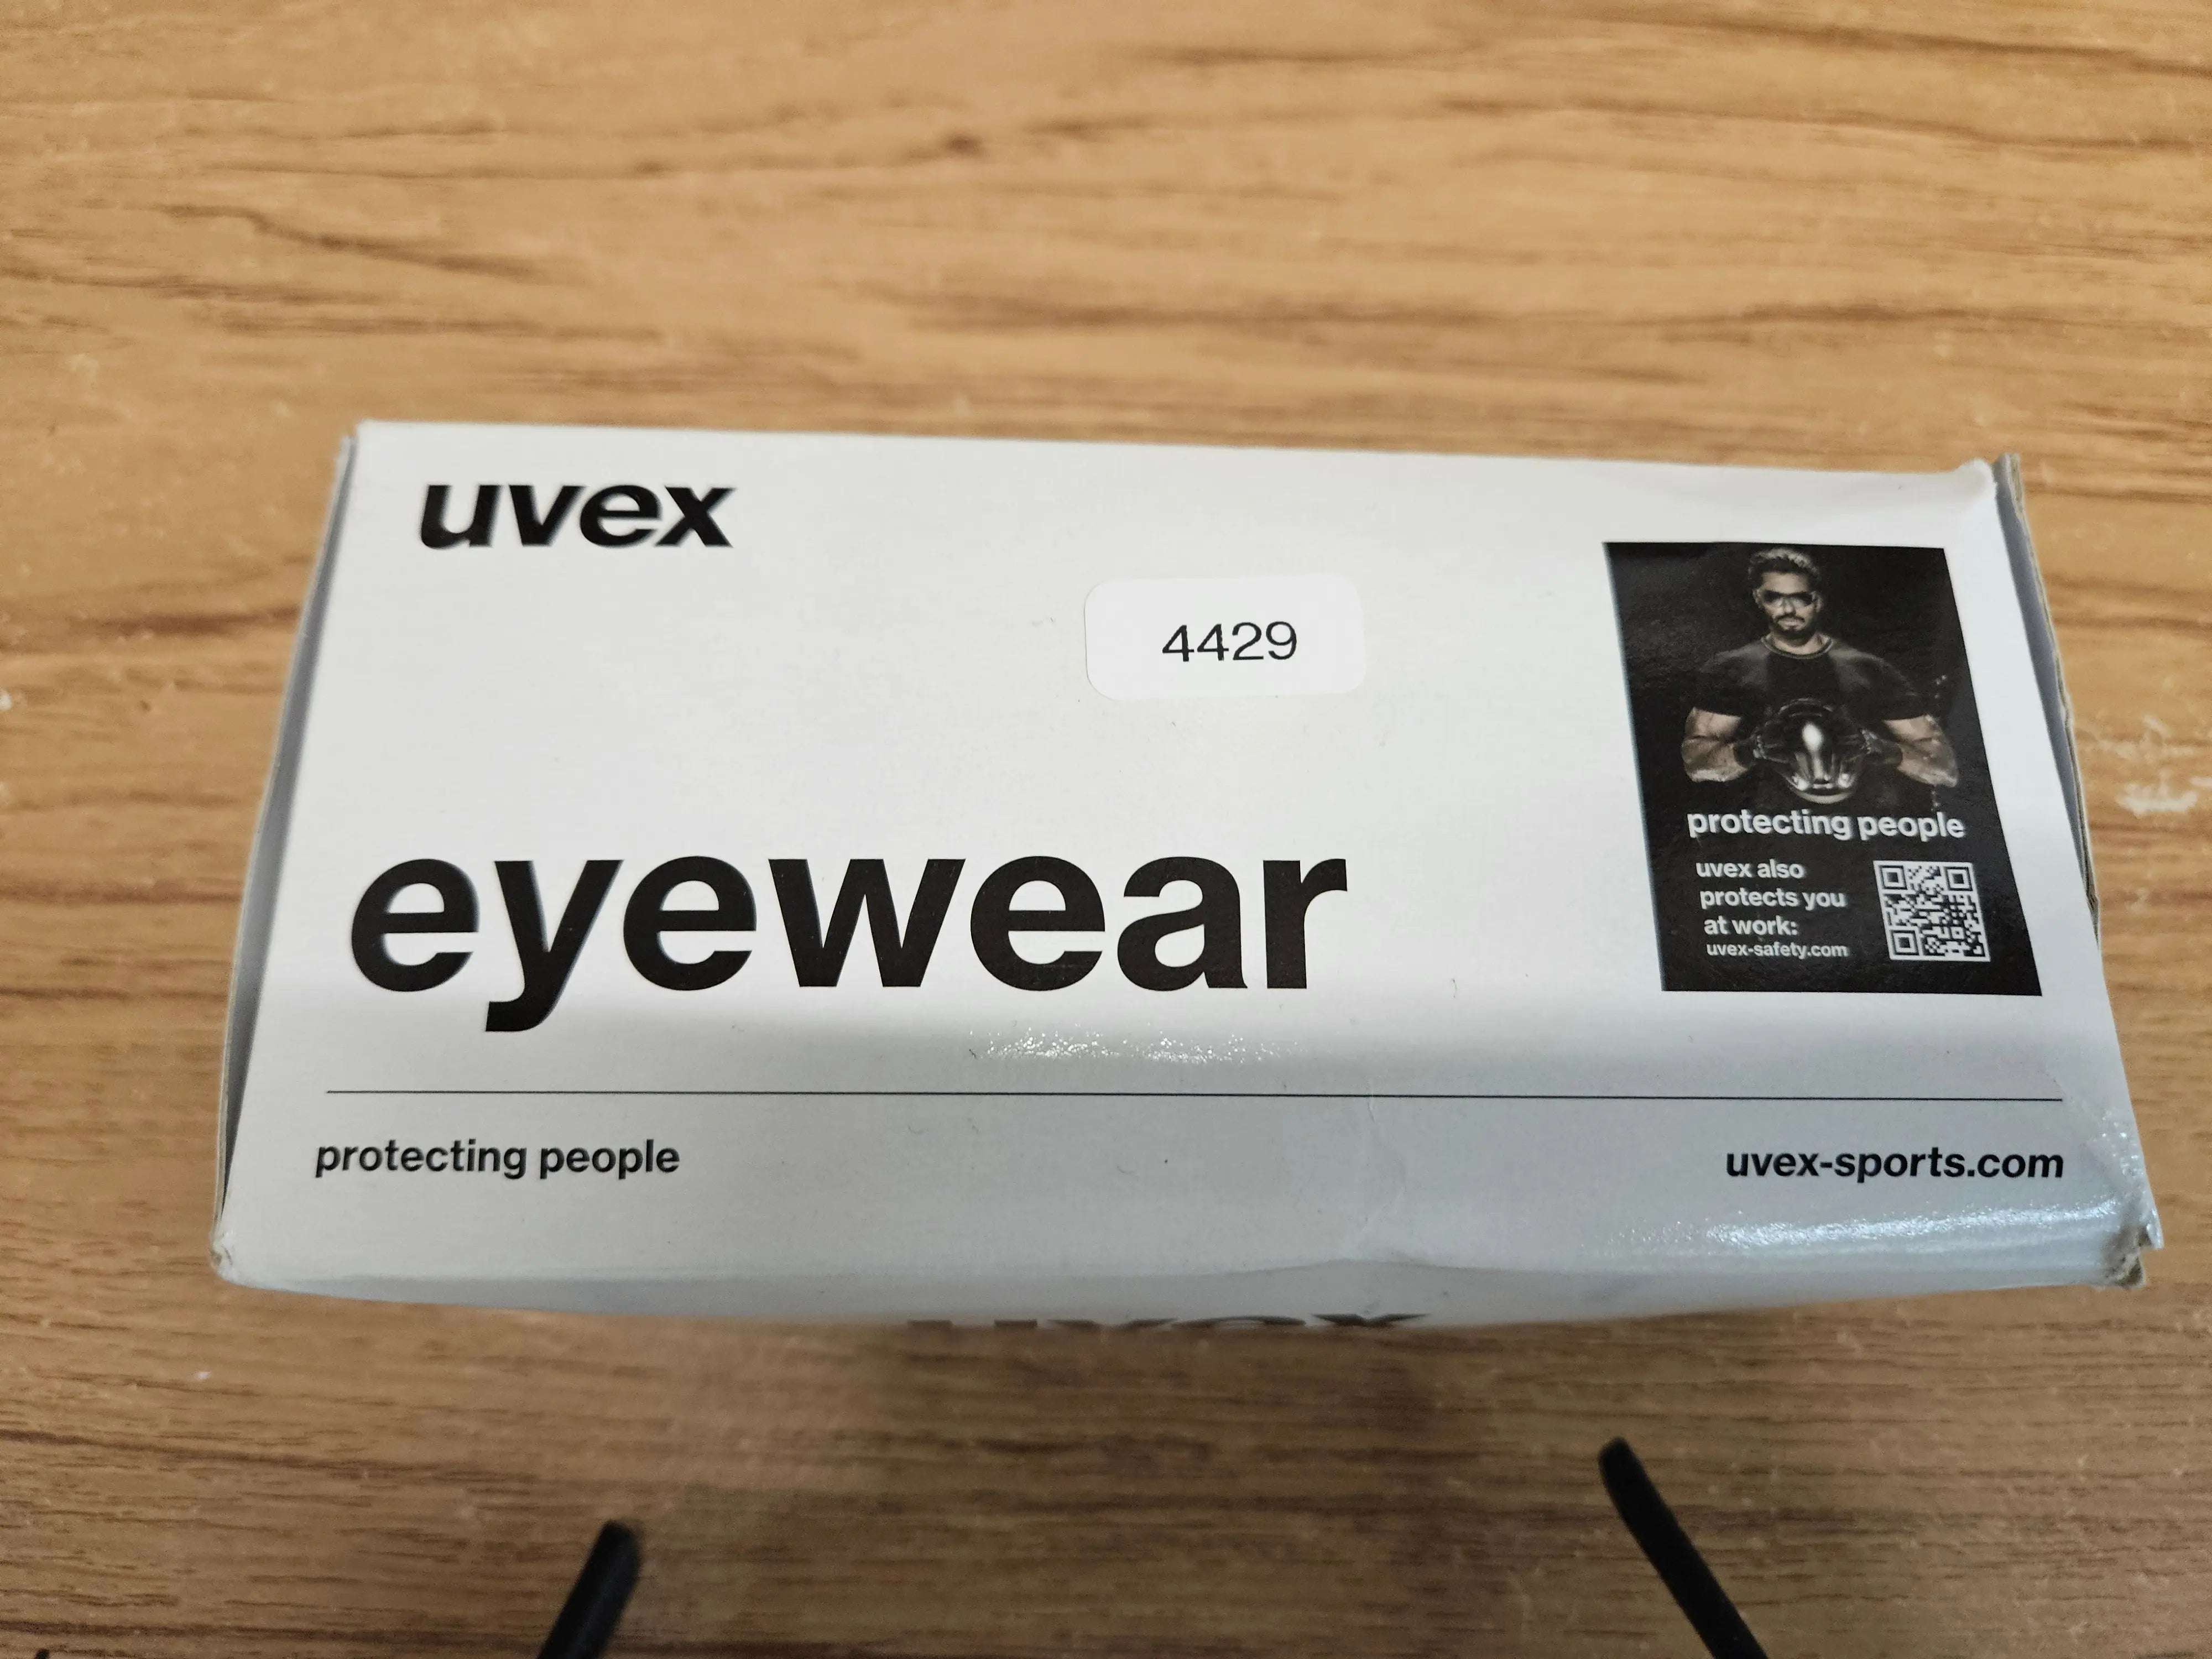 uvex
4429
eyewear
protecting people
uvex also
protects you
at work:
uvex-safety.com
protecting people
uvex-sports.com
uvex